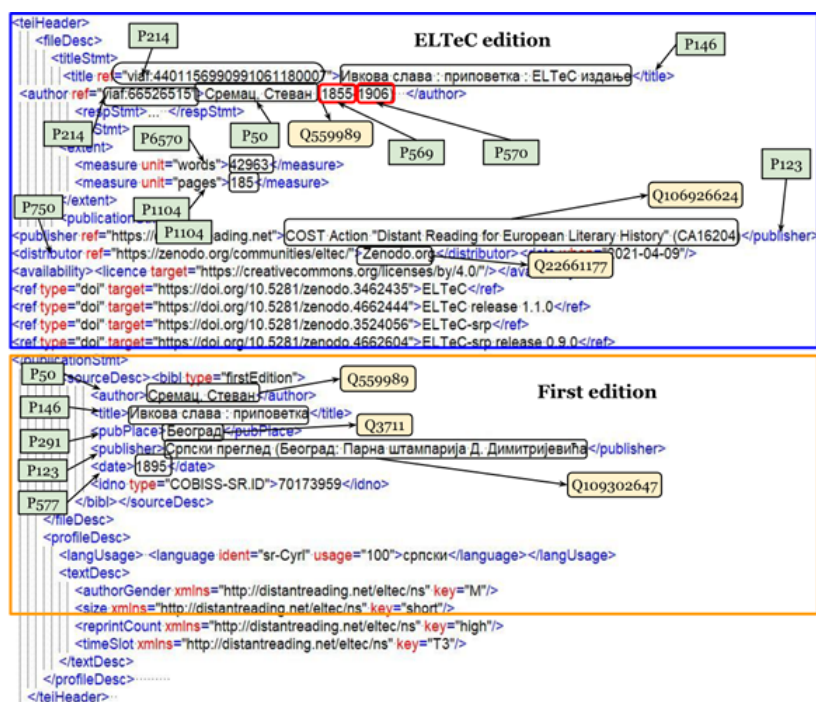 <teiHeader>
<fileDesc>
P214
ELTeC edition
<titleStmt>
P146
<title ref="viaf:4401156990991061180007">Ивкова слава : приповетка : ELTeC издање</title>
<author ref="viaf:66526515">Сремац, Стеван 1855-1906 </author>
<respStmt>... </respStmt>
P214
P6570
P50
Q559989
P569
P570
<extent>
<measure unit="words">42963</measure>
P123
<measure unit="pages">185</measure>
P750
</extent>
P1104
Q106926624
<publicationSt
P1104
<publisher ref="https:// ading.net">COST Action "Distant Reading for European Literary History" (CA16204)</publisher>
<distributor ref="https://zenodo.org/communities/eltec/">Zenodo.org</distributor> 2021-04-09"/>
<availability><licence target="https://creativecommons.org/licenses/by/4.0/"/></
Q22661177
<ref type="doi" target="https://doi.org/10.5281/zenodo.3462435">ELTeC</ref>
<ref type="doi" target="https://doi.org/10.5281/zenodo.4662444">ELTeC release 1.1.0</ref>
<ref type="doi" target="https://doi.org/10.5281/zenodo.3524056">ELTeC-srp</ref>
<ref type="doi" target="https://doi.org/10.5281/zenodo.4662604">ELTeC-srp release 0.9.0</ref>
</publicationStmt>
P50
<sourceDesc><bibl type="firstEdition">
Q559989
First edition
<author>Сремац, Стеван</author>
P146
<title>Ивкова слава : приповетка</title>
P291
<pubPlace>Београд</pubPlace>
Q3711
P123
<publisher>Српски преглед (Београд: Парна штампарија Д. Димитријевића</publisher>
<date>1895</date>
P577
<idno type="COBISS-SR.ID">70173959</idno>
Q109302647
</bibl></sourceDesc>
</fileDesc>
<profileDesc>
<langUsage> <language ident="sr-Cyrl" usage="100">српски</language></langUsage>
<textDesc>
<authorGender xmlns="http://distantreading.net/eltec/ns" key="M"/>
<size xmlns="http://distantreading.net/eltec/ns" key="short"/>
<reprintCount xmlns="http://distantreading.net/eltec/ns" key="high"/>
<timeSlot xmlns="http://distantreading.net/eltec/ns" key="T3"/>
</textDesc>
</profileDesc>
</teiHeader>